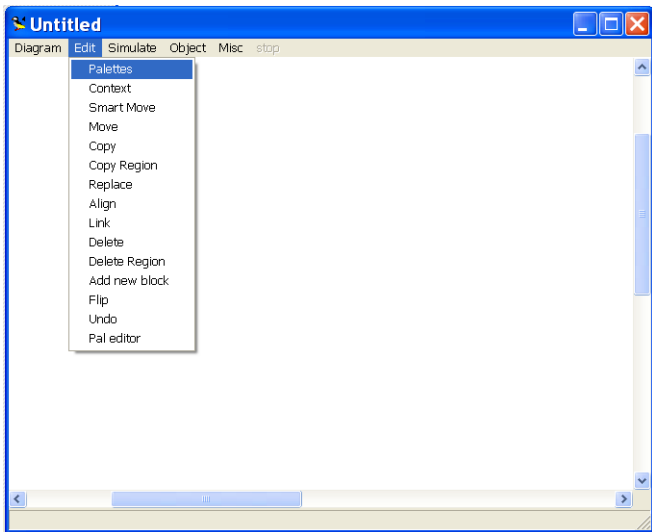 Untitled
Diagram Edit Simulate Object Misc stop
Palettes
Context
Smart Move
Move
Copy
Copy Region
Replace
Align
Link
Delete
Delete Region
Add new block
Flip
Undo
Pal editor